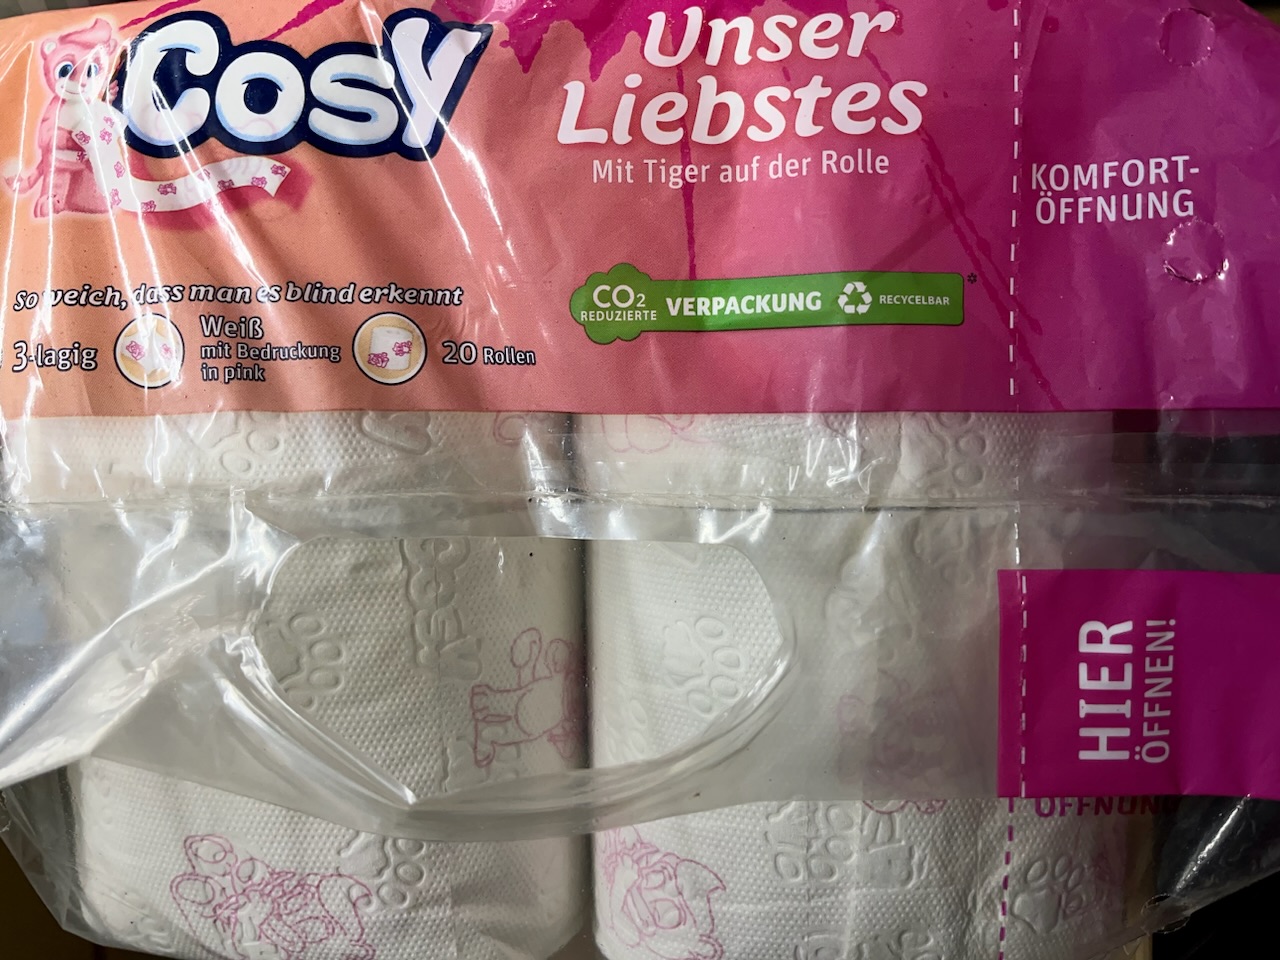 Cosy
Unser
Liebstes
Mit Tiger auf der Rolle
KOMFORT-
ÖFFNUNG
So weich, dass man es blind erkennt
3-lagig
Weiß
mit Bedruckung
in pink
20 Rollen
CO2
REDUZIERTE
VERPACKUNG
RECYCELBAR
*
Cosy
HIER
ÖFFNEN!